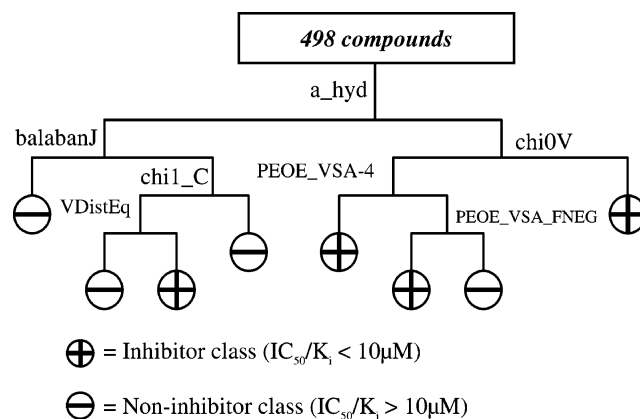 498 compounds
a_hyd
balabanJ
chi0V
chi1_C
PEOE_VSA-4
VDistEq
PEOE_VSA_FNEG
= Inhibitor class (IC50/Ki < 10μM)
= Non-inhibitor class (IC50/Ki > 10μM)